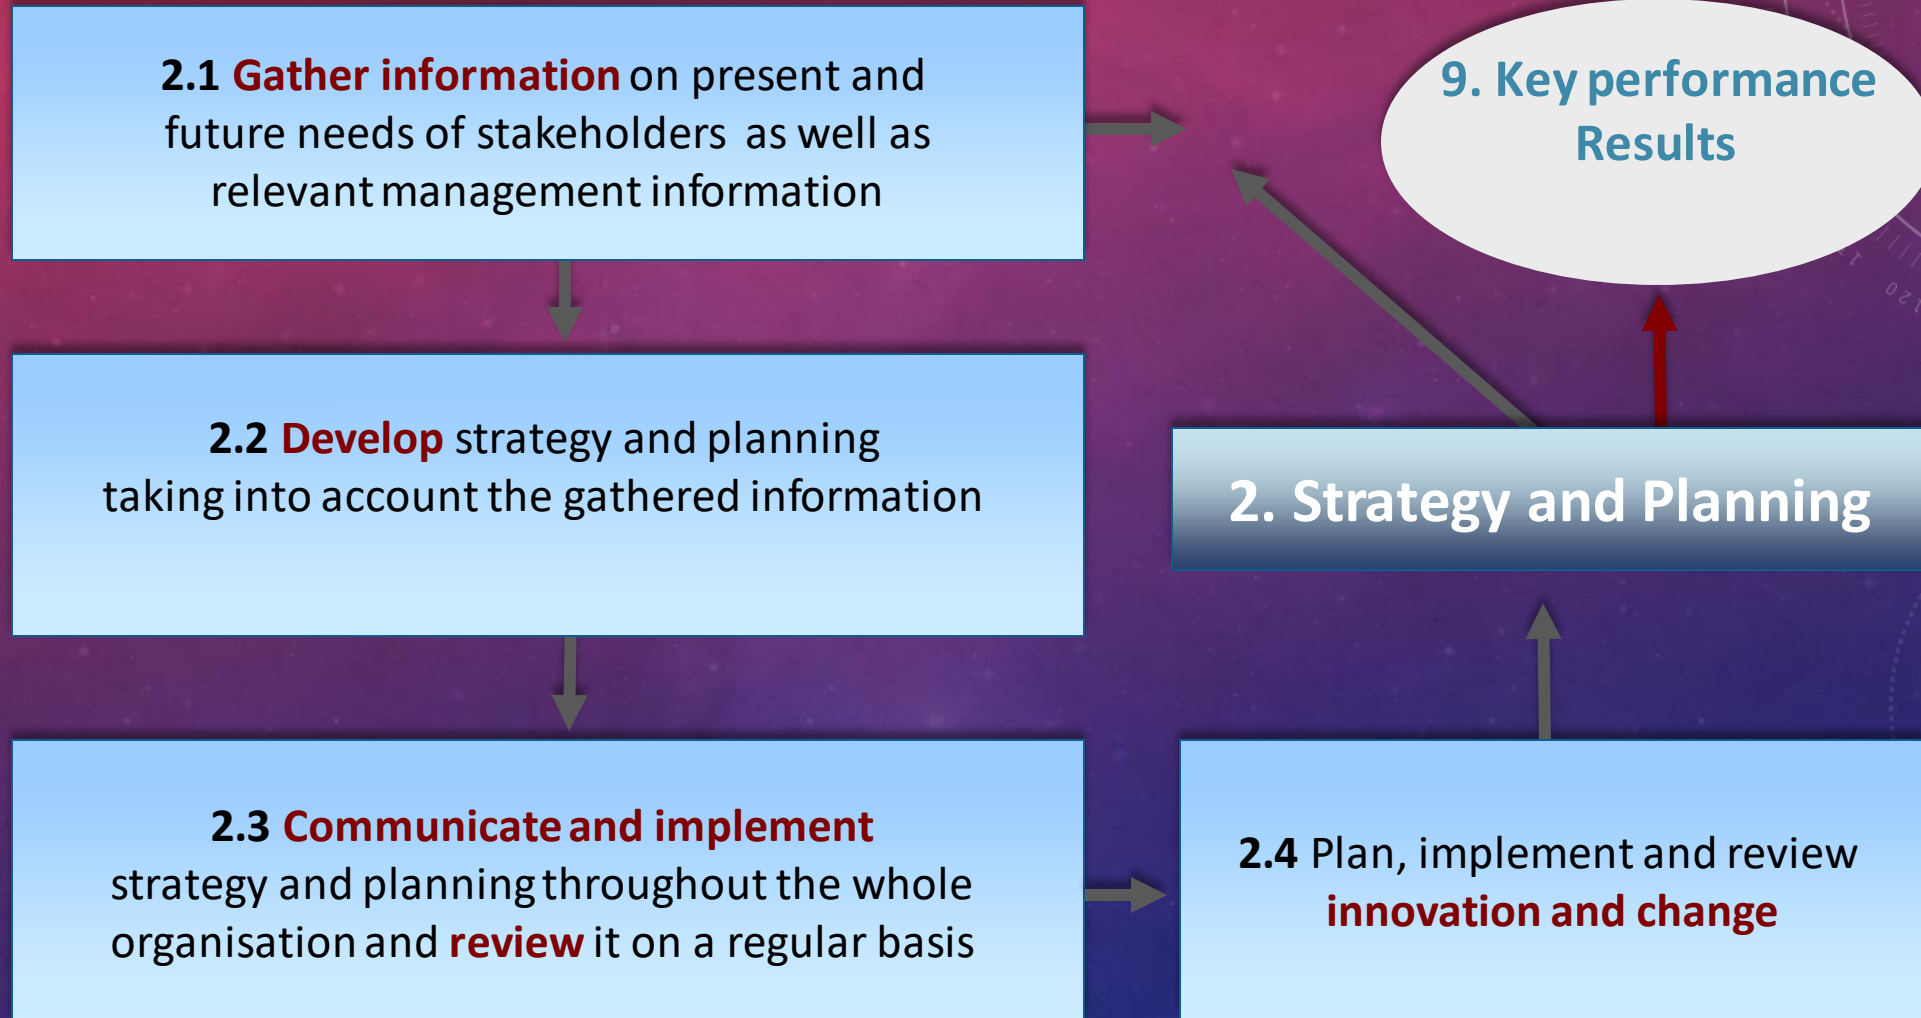 2.1 Gather information on present and
future needs of stakeholders as well as
relevant management information
9. Key performance
Results
2.2 Develop strategy and planning
taking into account the gathered information
2. Strategy and Planning
2.3 Communicate and implement
strategy and planning throughout the whole
organisation and review it on a regular basis
2.4 Plan, implement and review
innovation and change